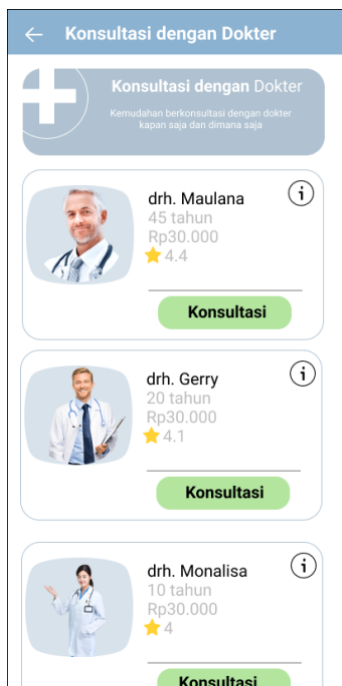 Konsultasi dengan Dokter
Konsultasi dengan Dokter
Kemudahan berkonsultasi dengan dokter
kapan saja dan dimana saja
drh. Maulana
45 tahun
Rp30.000
4.4
Konsultasi
drh. Gerry
20 tahun
Rp30.000
4.1
Konsultasi
drh. Monalisa
10 tahun
Rp30.000
4
Konsultasi